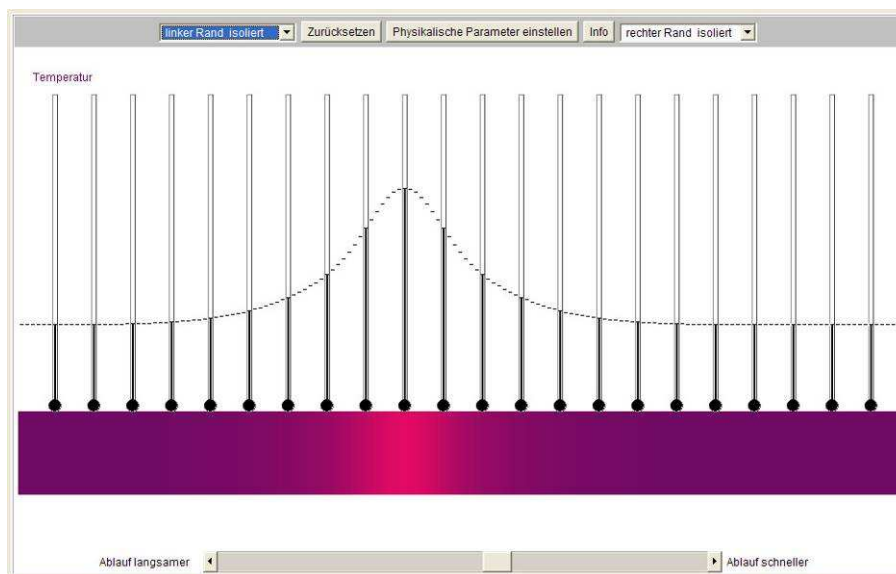 linker Rand isoliert Zurücksetzen Physikalische Parameter einstellen Info rechter Rand isoliert
Temperatur
Ablauf langsamer Ablauf schneller